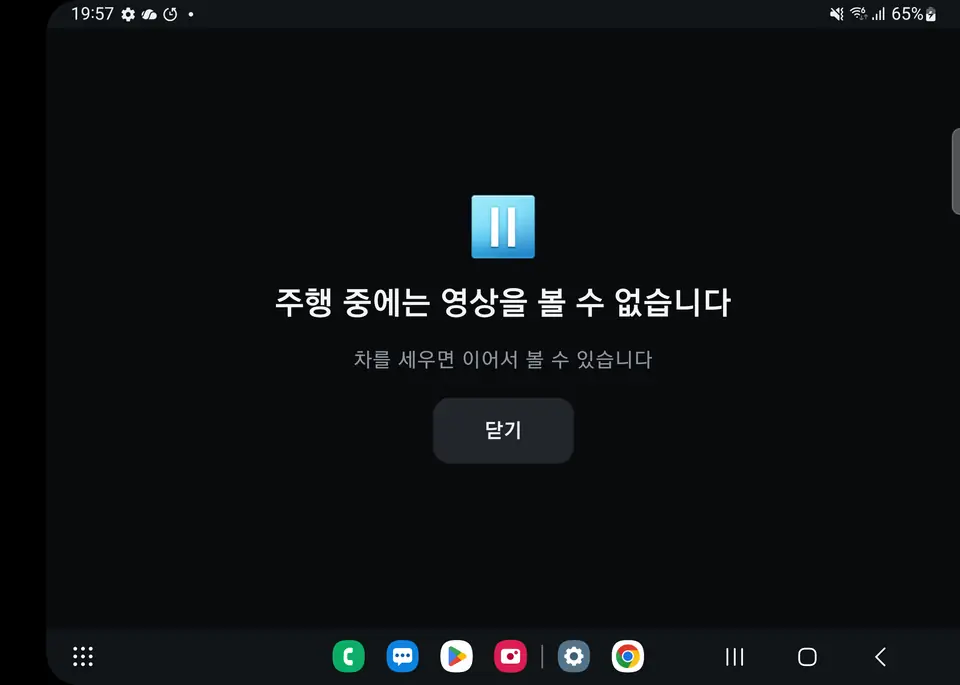 19:57
65%
주행 중에는 영상을 볼 수 없습니다
차를 세우면 이어서 볼 수 있습니다
닫기